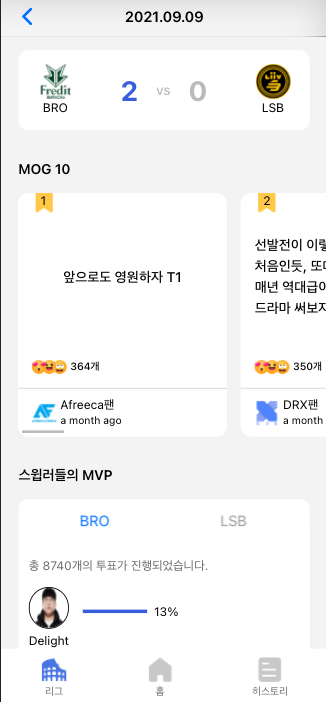 2021.09.09
Fredit
BRION
BRO
2 vs 0
Liiv
LSB
MOG 10
1
앞으로도 영원하자 T1
364개
Afreeca팬
a month ago
2
선발전이 이렇
처음인듯, 또
매년 역대급이
드라마 써보지
350개
DRX팬
a month
스윕러들의 MVP
BRO
LSB
총 8740개의 투표가 진행되었습니다.
13%
Delight
리그
홈
히스토리